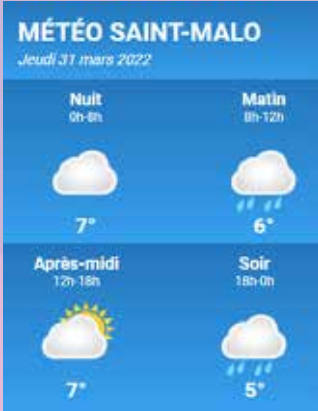 MÉTÉO SAINT-MALO
Jeudi 31 mars 2022
Nuit
0h-8h
7°
Matin
8h-12h
6°
Après-midi
12h-18h
7°
Soir
18h-0h
5°